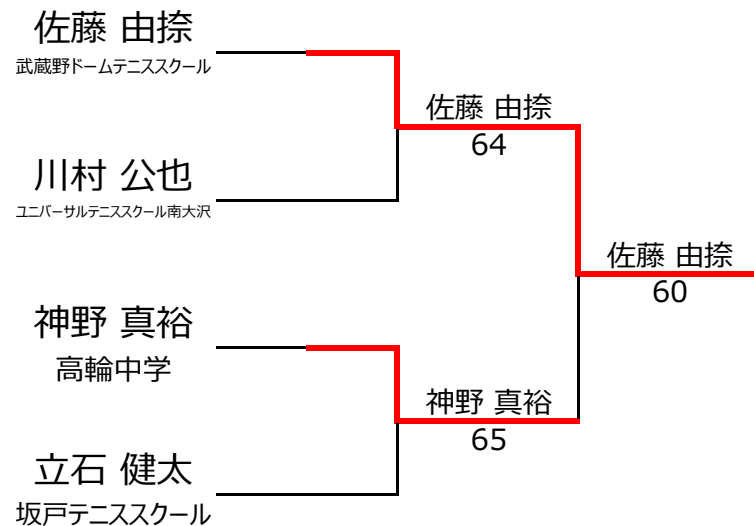 佐藤 由捺
武蔵野ドームテニススクール
川村 公也
ユニバーサルテニススクール南大沢
神野 真裕
高輪中学
立石 健太
坂戸テニススクール
佐藤 由捺
64
神野 真裕
65
佐藤 由捺
60